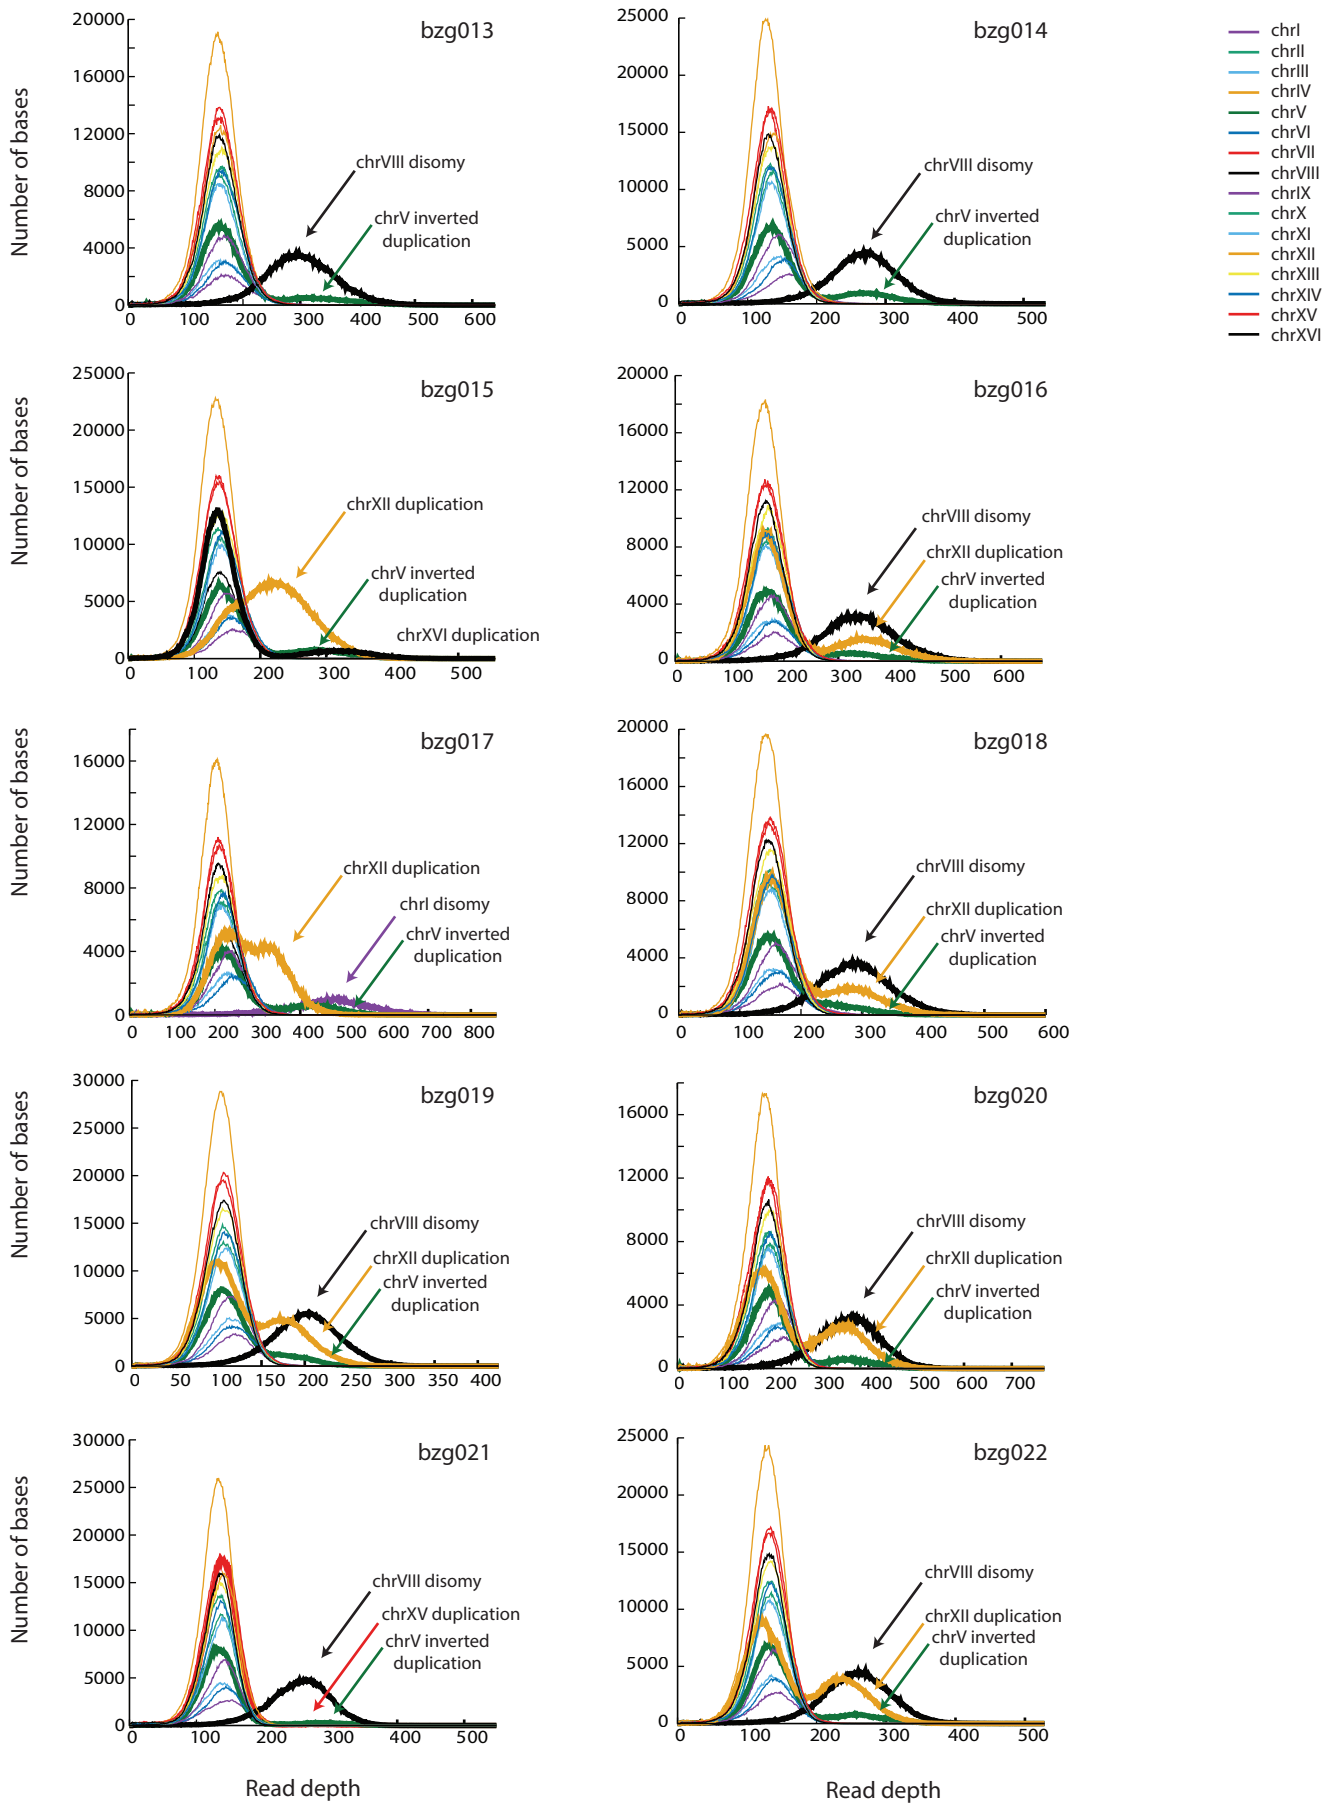 bzg013
Number of bases
20000
16000
12000
8000
4000
0
0
100
200
300
400
500
600
chrVIII disomy
chrV inverted
duplication
bzg014
25000
20000
15000
10000
5000
0
0
100
200
300
400
500
chrVIII disomy
chrV inverted
duplication
chrI
chrII
chrIII
chrIV
chrV
chrVI
chrVII
chrVIII
chrIX
chrX
chrXI
chrXII
chrXIII
chrXIV
chrXV
chrXVI
bzg015
Number of bases
25000
20000
15000
10000
5000
0
0
100
200
300
400
500
chrXII duplication
chrV inverted
duplication
chrXVI duplication
bzg016
20000
16000
12000
8000
4000
0
0
100
200
300
400
500
600
chrVIII disomy
chrXII duplication
chrV inverted
duplication
bzg017
Number of bases
16000
12000
8000
4000
0
0
100
200
300
400
500
600
700
800
chrXII duplication
chrI disomy
chrV inverted
duplication
bzg018
20000
16000
12000
8000
4000
0
0
100
200
300
400
500
600
chrVIII disomy
chrXII duplication
chrV inverted
duplication
bzg019
Number of bases
30000
25000
20000
15000
10000
5000
0
0
50
100
150
200
250
300
350
400
chrVIII disomy
chrXII duplication
chrV inverted
duplication
bzg020
16000
12000
8000
4000
0
0
100
200
300
400
500
600
700
chrVIII disomy
chrXII duplication
chrV inverted
duplication
bzg021
Number of bases
30000
25000
20000
15000
10000
5000
0
0
100
200
300
400
500
chrVIII disomy
chrXV duplication
chrV inverted
duplication
Read depth
bzg022
25000
20000
15000
10000
5000
0
0
100
200
300
400
500
chrVIII disomy
chrXII duplication
chrV inverted
duplication
Read depth